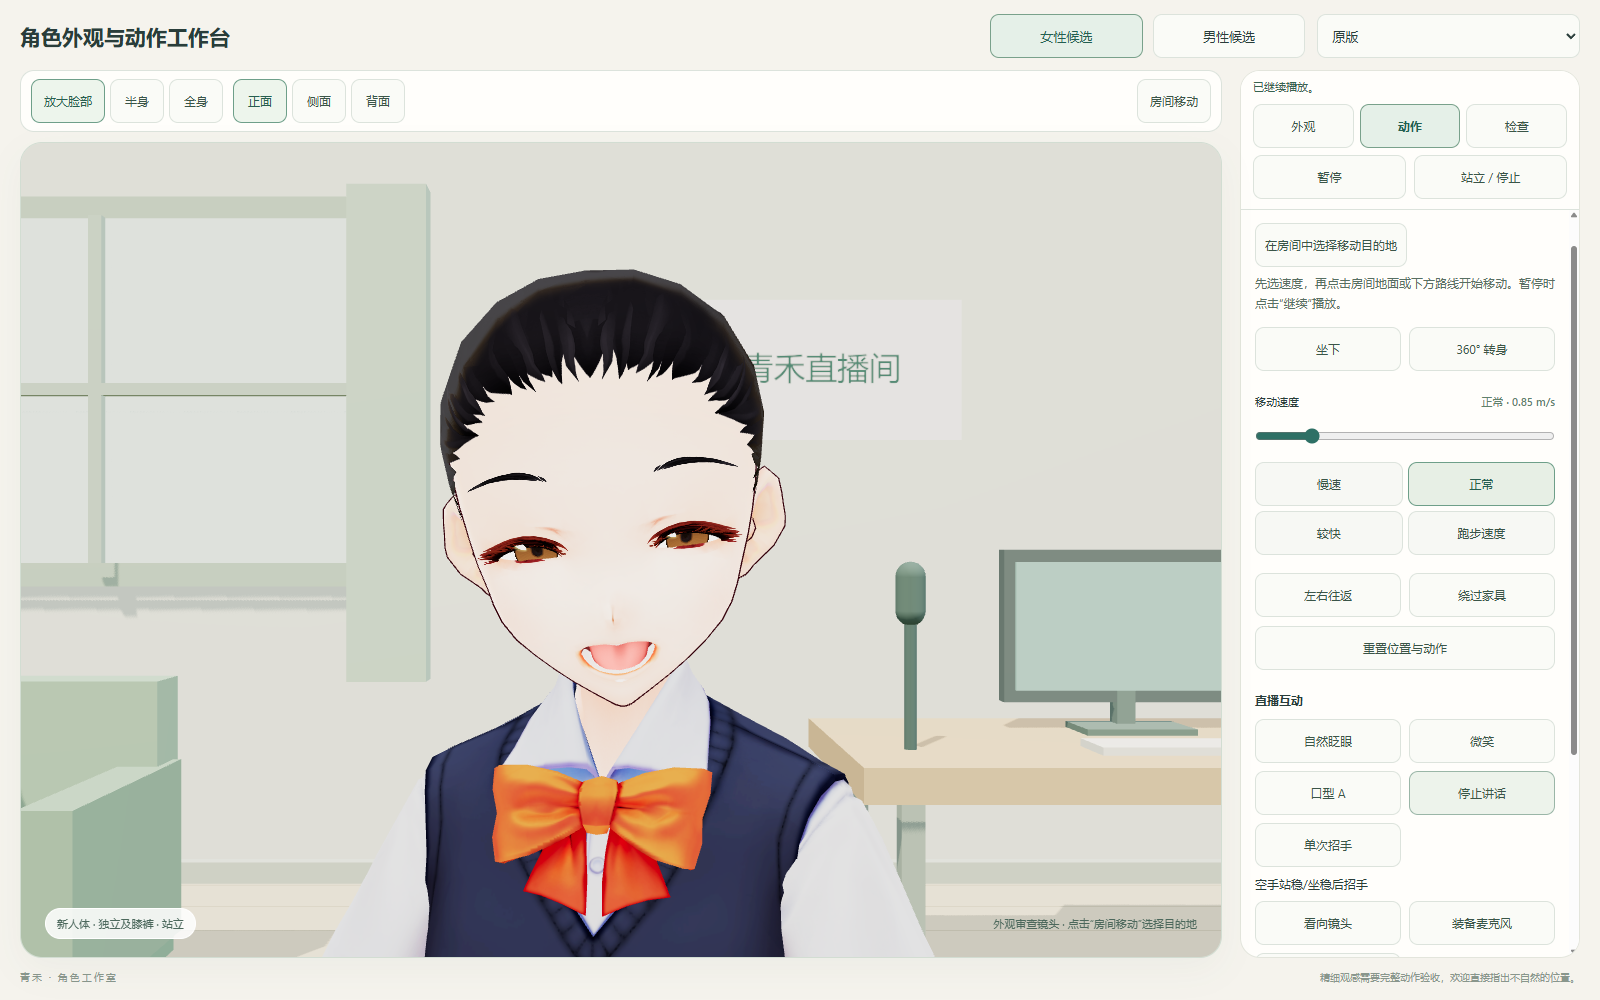 角色外观与动作工作台
女性候选
男性候选
原版
放大脸部
半身
全身
正面
侧面
背面
房间移动
青禾直播间
新人体 · 独立及膝裤 · 站立
外观审查镜头 · 点击“房间移动”选择目的地
已继续播放。
外观
动作
检查
暂停
站立 / 停止
在房间中选择移动目的地
先选速度，再点击房间地面或下方路线开始移动。暂停时
点击“继续”播放。
坐下
360° 转身
移动速度
正常 · 0.85 m/s
慢速
正常
较快
跑步速度
左右往返
绕过家具
重置位置与动作
直播互动
自然眨眼
微笑
口型 A
停止讲话
单次招手
空手站稳/坐稳后招手
看向镜头
装备麦克风
青禾 · 角色工作室
精细观感需要完整动作验收，欢迎直接指出不自然的位置。